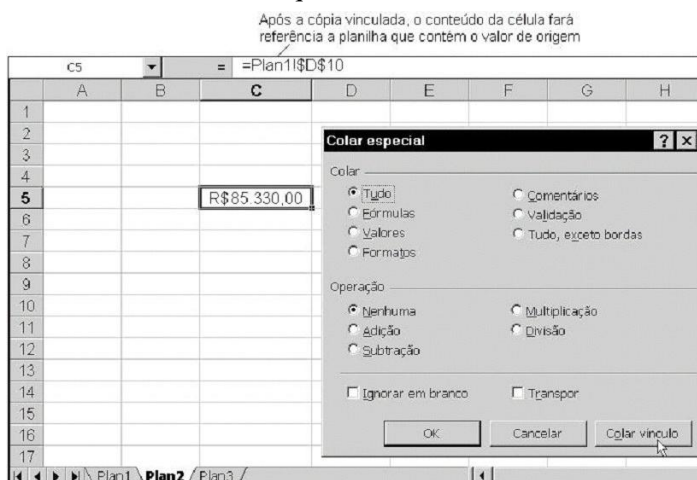 Após a cópia vinculada, o conteúdo da célula fará
referência a planilha que contém o valor de origem
C5 = =Plan1!$D$10
A B C D E F G H
1
2
3
4
5 R$85.330,00
6
7
8
9
10
11
12
13
14
15
16
17
Colar especial ? ×
Colar
Tudo Comentários
Fórmulas Validação
Valores Tudo, exceto bordas
Formatos
Operação
Nenhuma Multiplicação
Adição Divisão
Subtração
Ignorar em branco Transpor
OK Cancelar Colar vínculo
Plan1 Plan2 Plan3